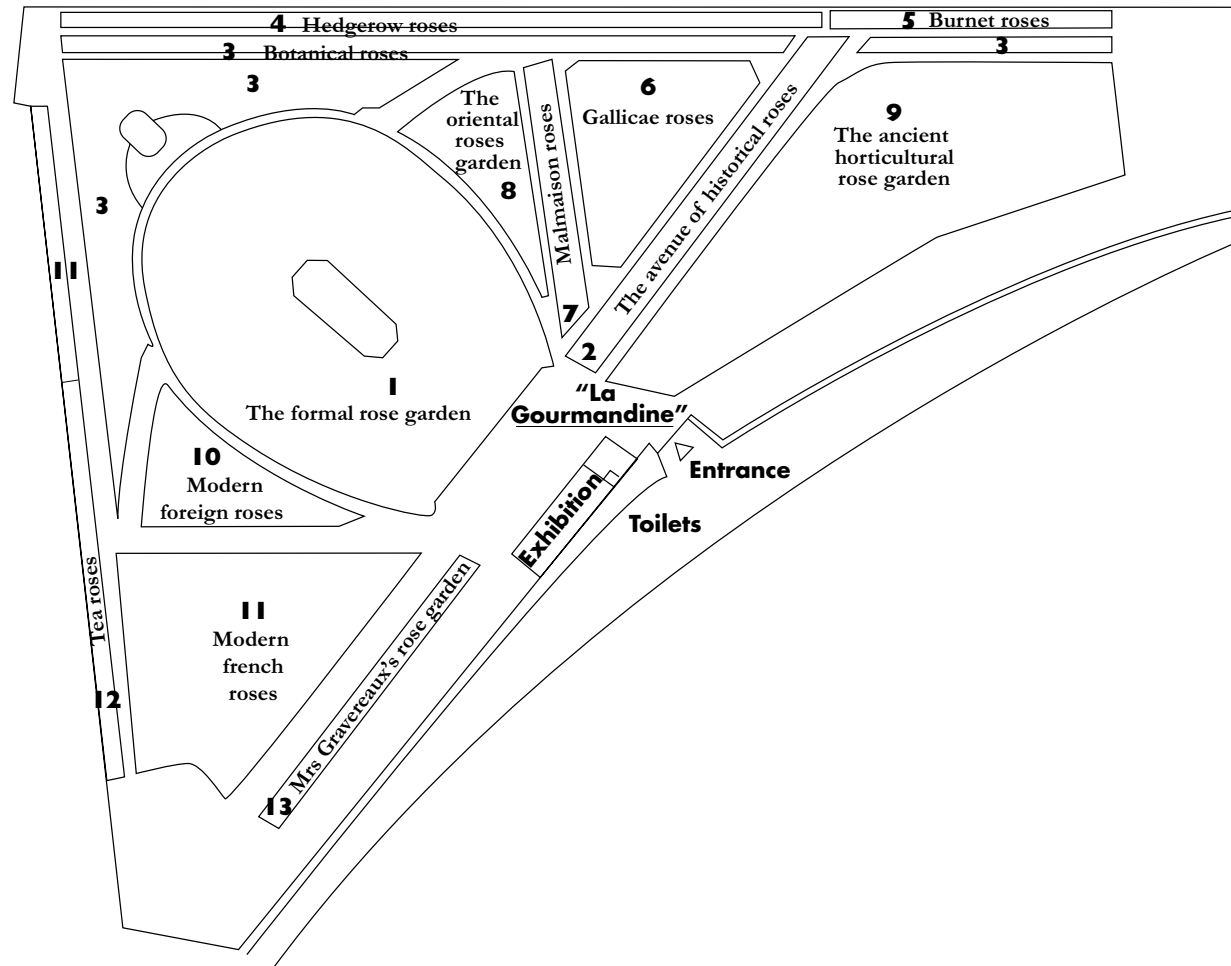 4 Hedgerow roses
5 Burnet roses
3 Botanical roses
3
3
The
oriental
roses
garden
8
Malmaison roses
7
6
Gallicae roses
The avenue of historical roses
2
9
The ancient
horticultural
rose garden
3
11
1
The formal rose garden
"La
Gourmandine"
10
Modern
foreign roses
Entrance
Exhibition
Toilets
Tea roses
12
11
Modern
french
roses
13 Mrs Gravereaux's rose garden